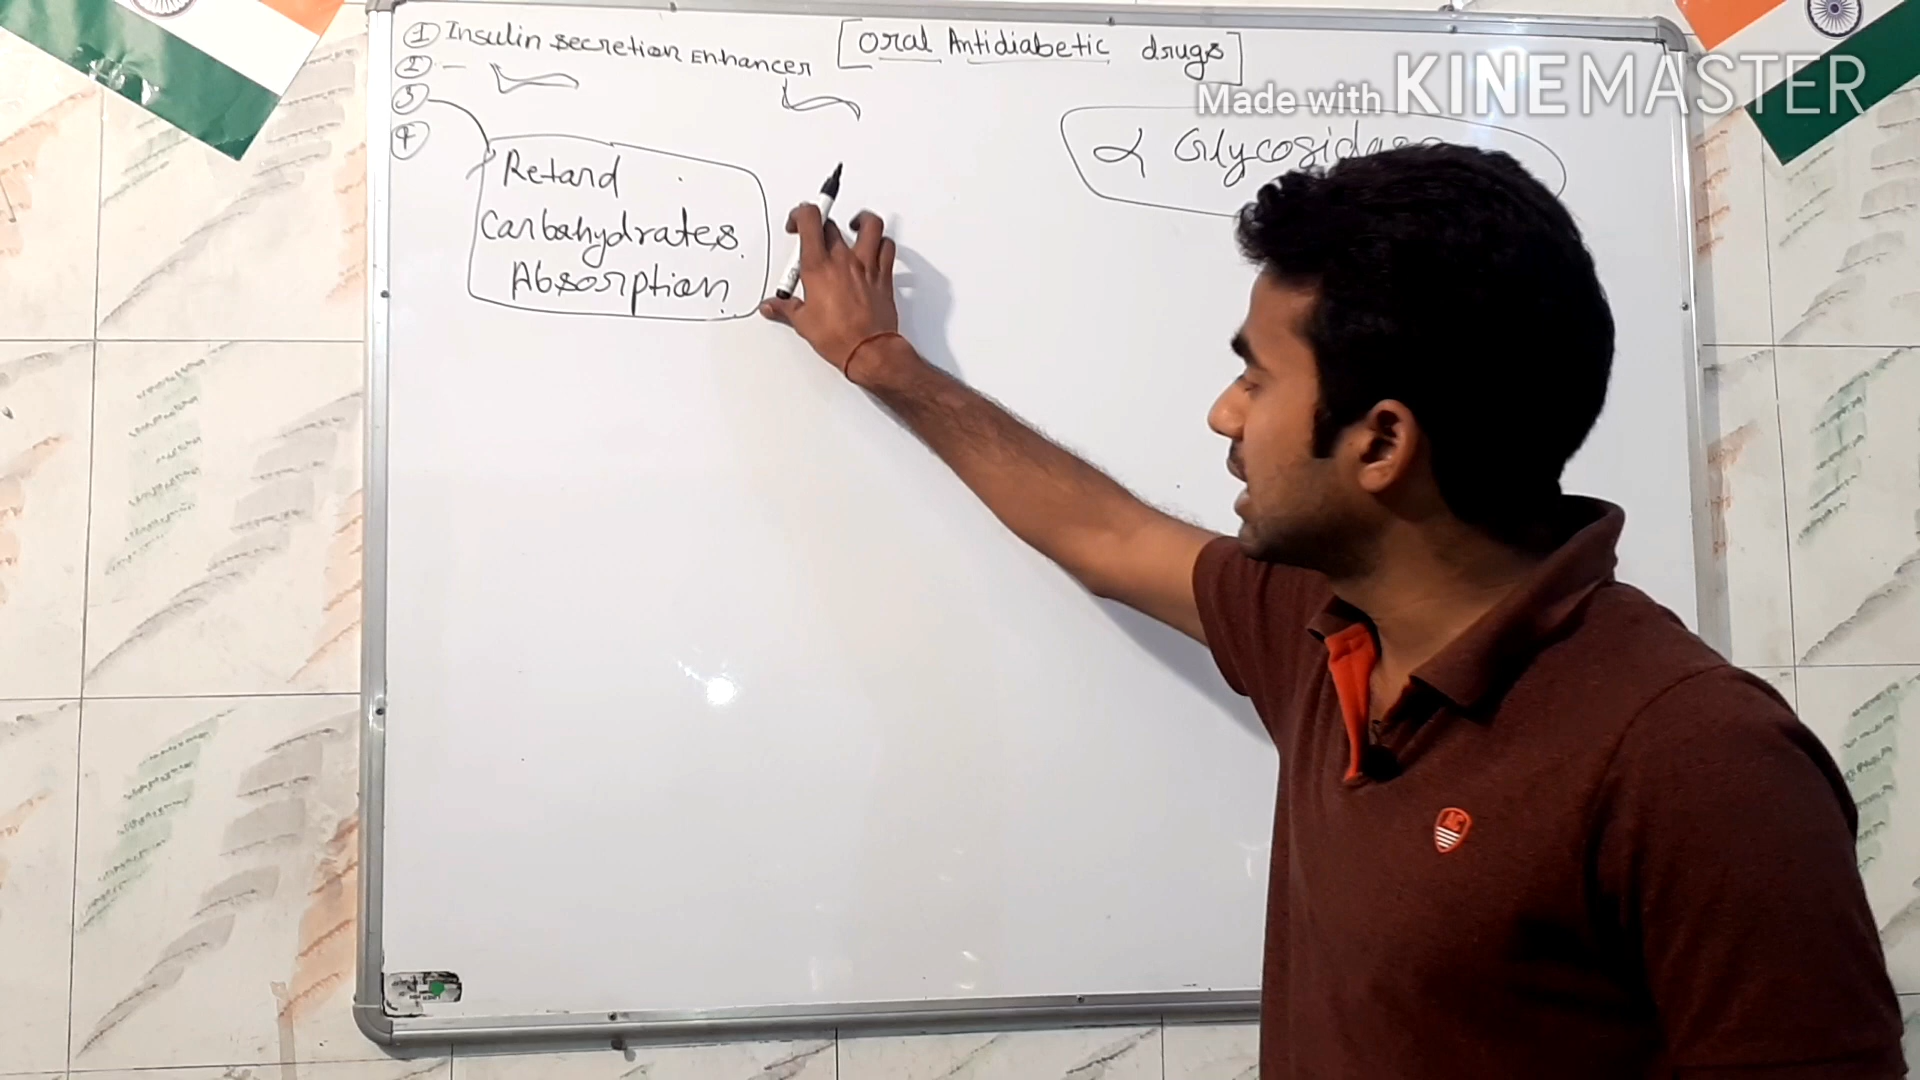 ① Insulin secretion Enhancer
[Oral Antidiabetic drugs]
② -
③
④
Made with KINEMASTER
α Glycosidase
Retard
Carbohydrates
Absorption